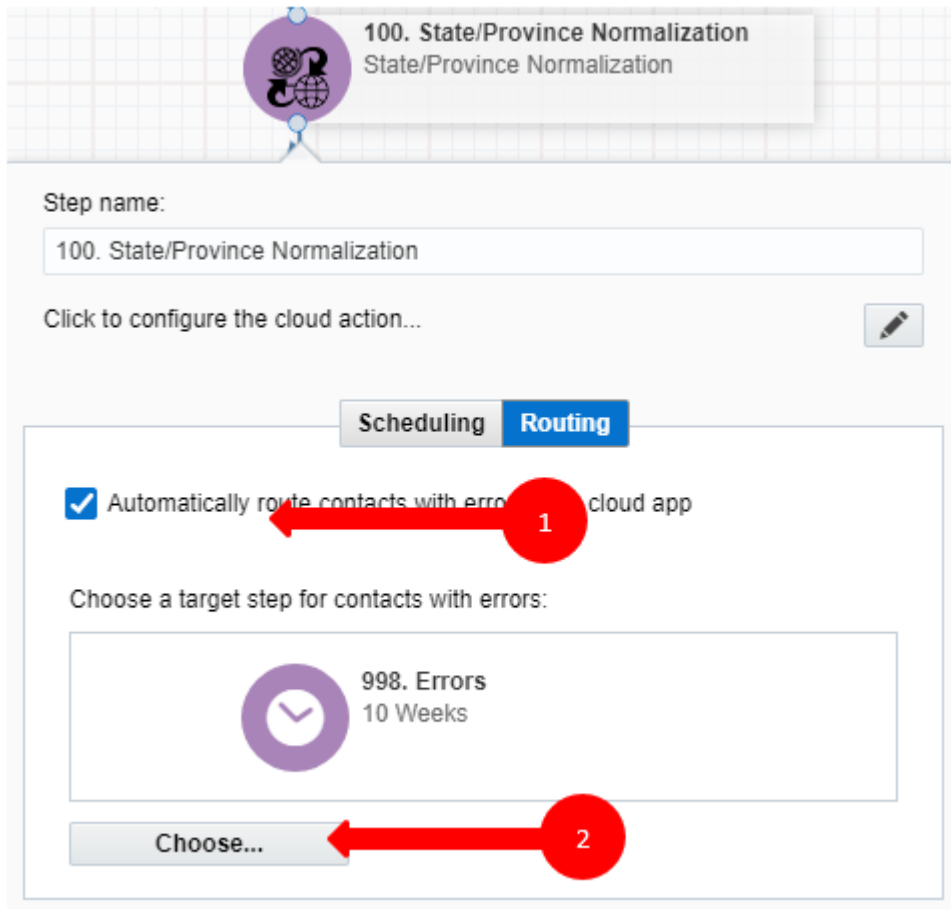 100. State/Province Normalization
State/Province Normalization
Step name:
100. State/Province Normalization
Click to configure the cloud action...
Scheduling Routing
Automatically route contacts with cloud app
1
Choose a target step for contacts with errors:
998. Errors
10 Weeks
Choose...
2